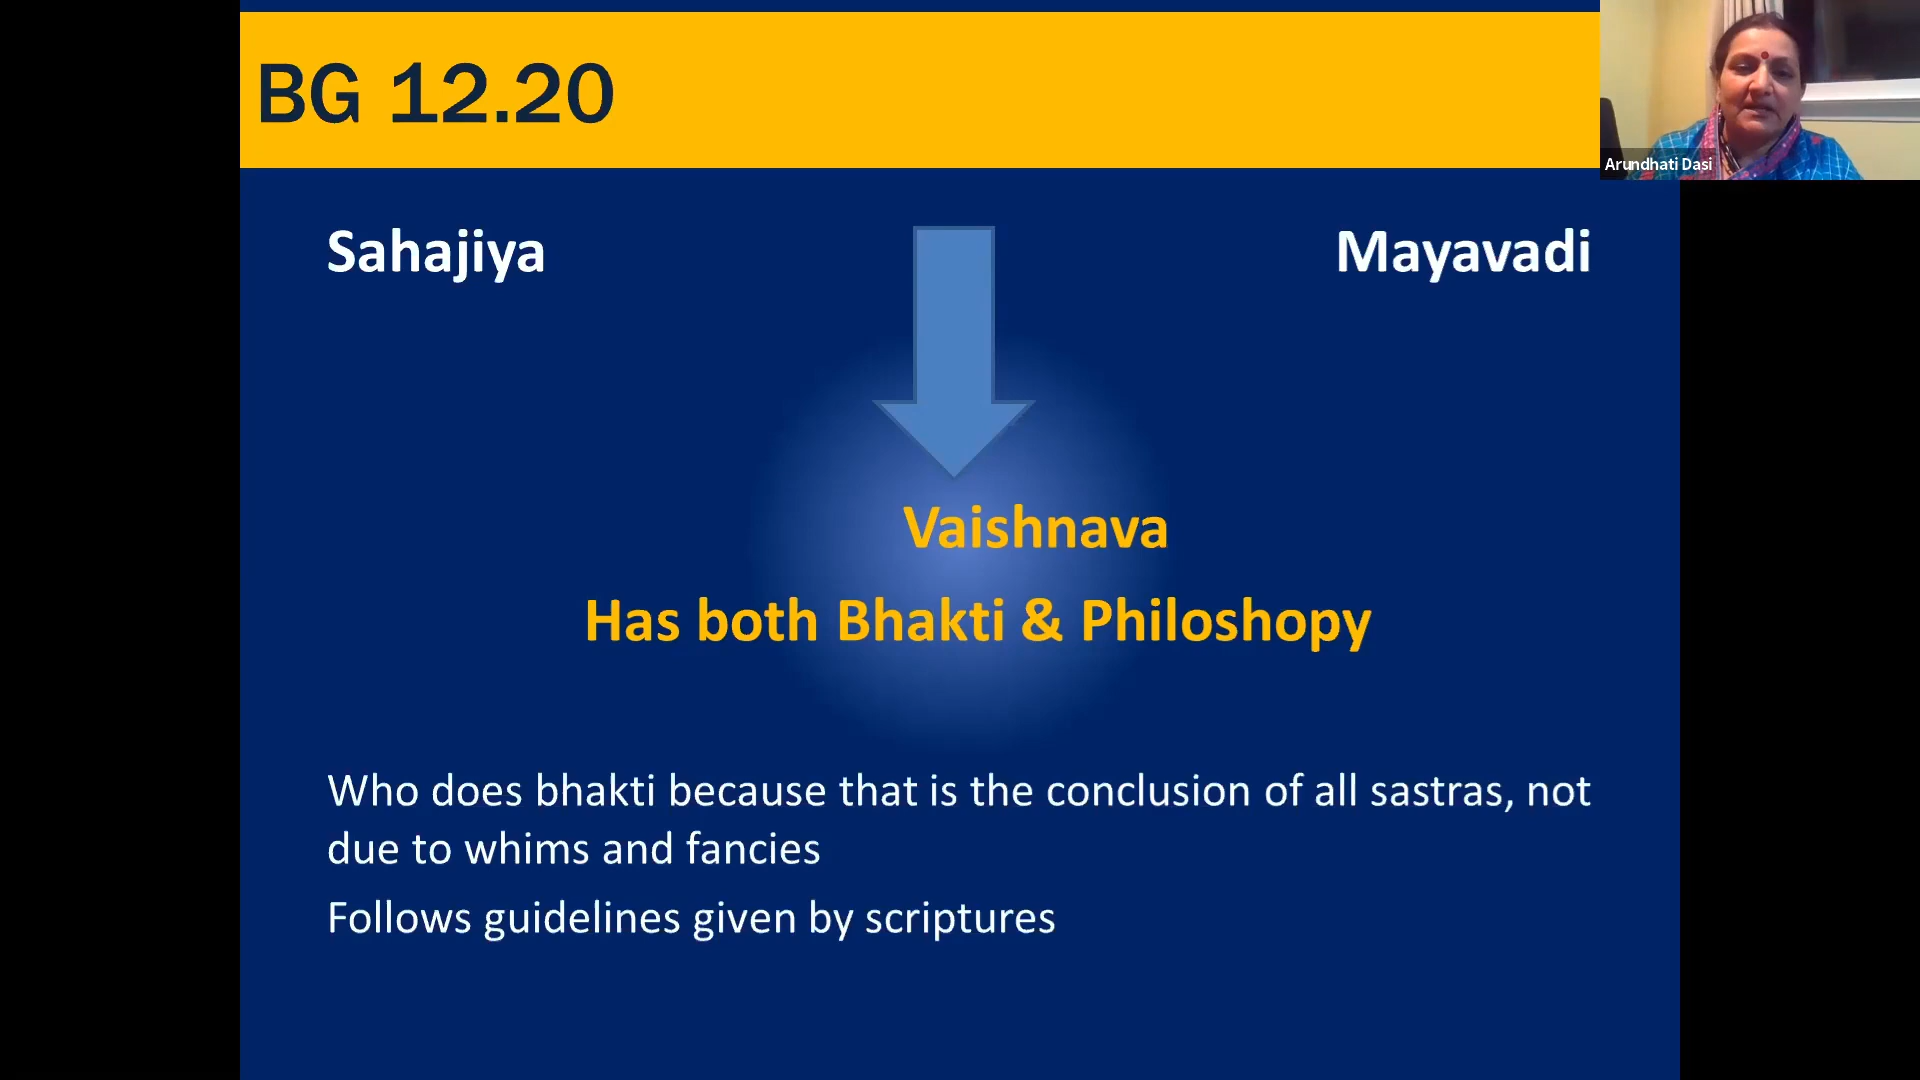 BG 12.20
Arundhati Dasi
Sahajiya
Mayavadi
Vaishnava
Has both Bhakti & Philoshopy
Who does bhakti because that is the conclusion of all sastras, not
due to whims and fancies
Follows guidelines given by scriptures